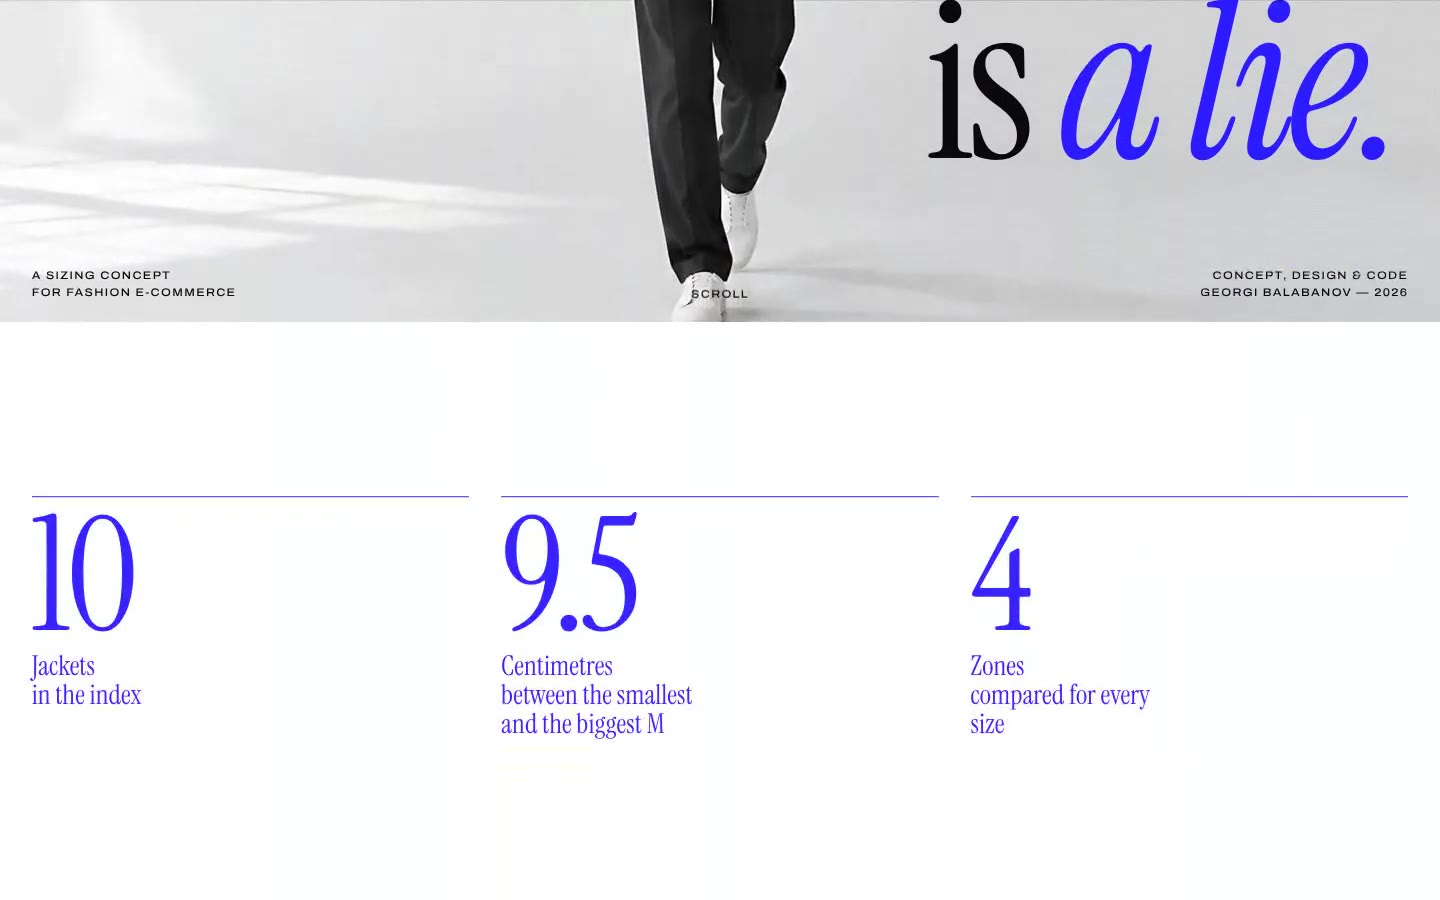 is a lie.
A SIZING CONCEPT
FOR FASHION E-COMMERCE
SCROLL
CONCEPT, DESIGN & CODE
GEORGI BALABANOV — 2026
10
Jackets
in the index
9.5
Centimetres
between the smallest
and the biggest M
4
Zones
compared for every
size